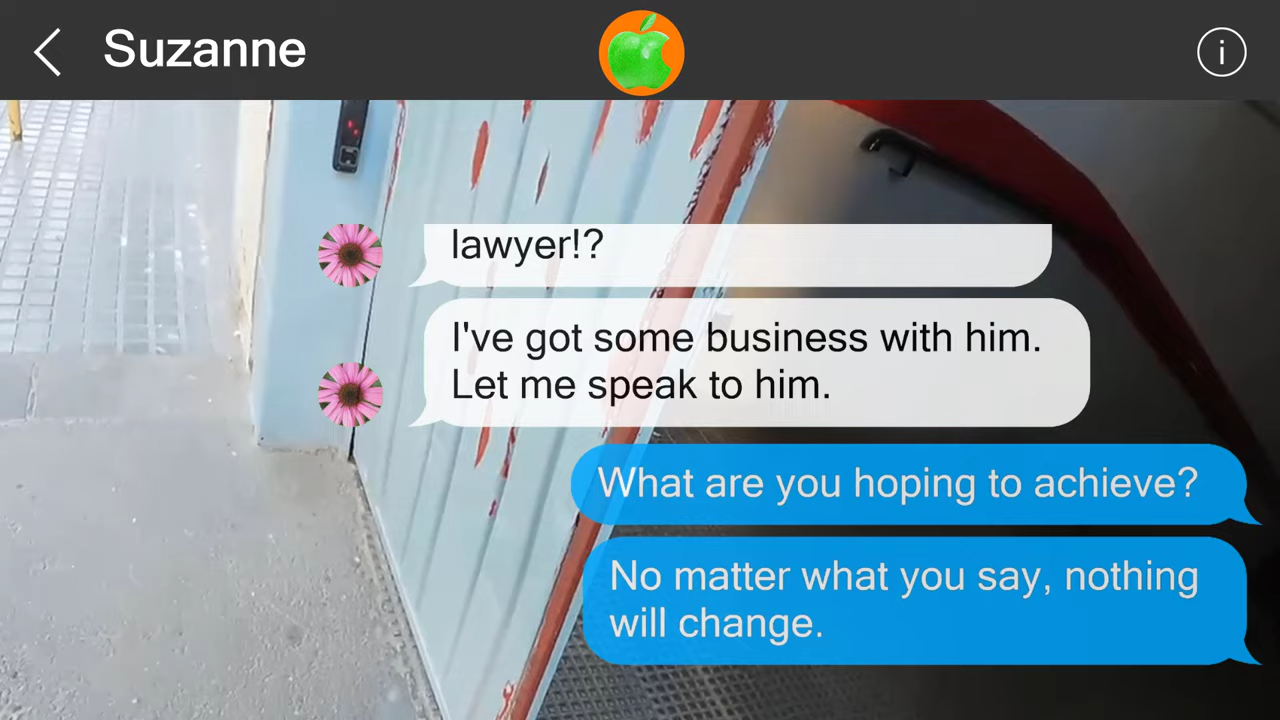 Suzanne
i
lawyer!?
I've got some business with him.
Let me speak to him.
What are you hoping to achieve?
No matter what you say, nothing
will change.